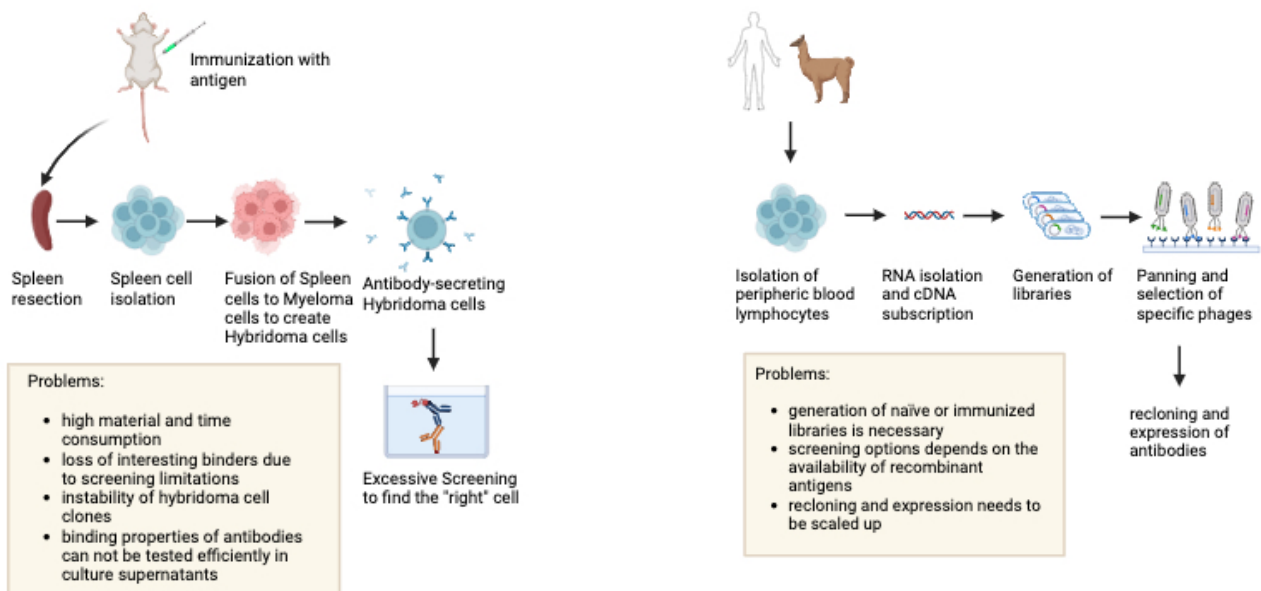 Immunization with
antigen
Spleen
resection
Spleen cell
isolation
Fusion of Spleen
cells to Myeloma
cells to create
Hybridoma cells
Antibody-secreting
Hybridoma cells
Excessive Screening
to find the "right" cell
Problems:
• high material and time
consumption
• loss of interesting binders due
to screening limitations
• instability of hybridoma cell
clones
• binding properties of antibodies
can not be tested efficiently in
culture supernatants
Isolation of
peripheric blood
lymphocytes
RNA isolation
and cDNA
subscription
Generation of
libraries
Panning and
selection of
specific phages
recloning and
expression of
antibodies
Problems:
• generation of naïve or immunized
libraries is necessary
• screening options depends on the
availability of recombinant
antigens
• recloning and expression needs to
be scaled up